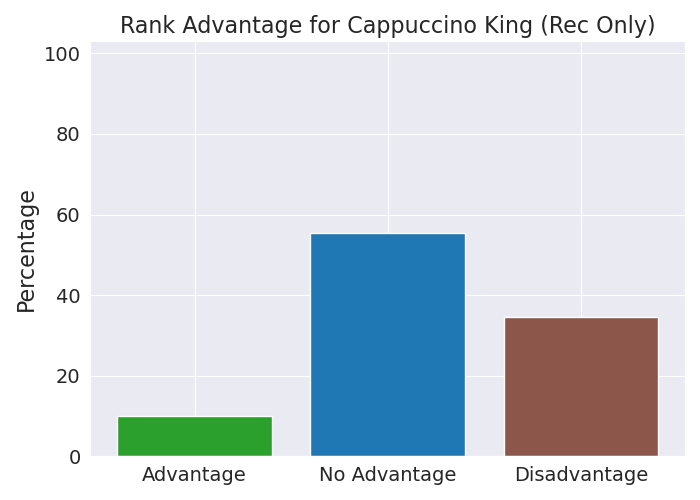 Rank Advantage for Cappuccino King (Rec Only)
100
80
60
40
20
0
Percentage
Advantage
No Advantage
Disadvantage